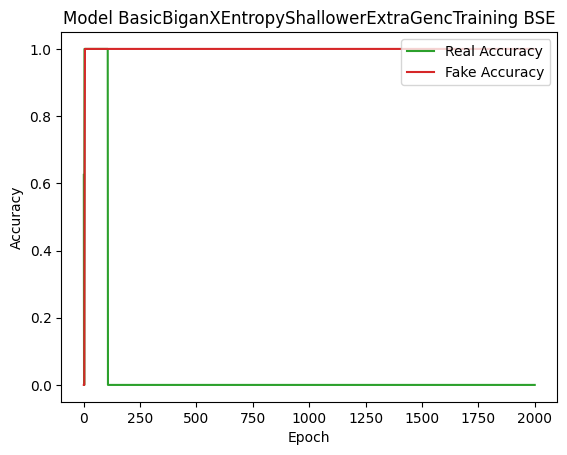 Model BasicBiganXEntropyShallowerExtraGencTraining BSE
Real Accuracy
Fake Accuracy
Accuracy
1.0
0.8
0.6
0.4
0.2
0.0
0 250 500 750 1000 1250 1500 1750 2000
Epoch